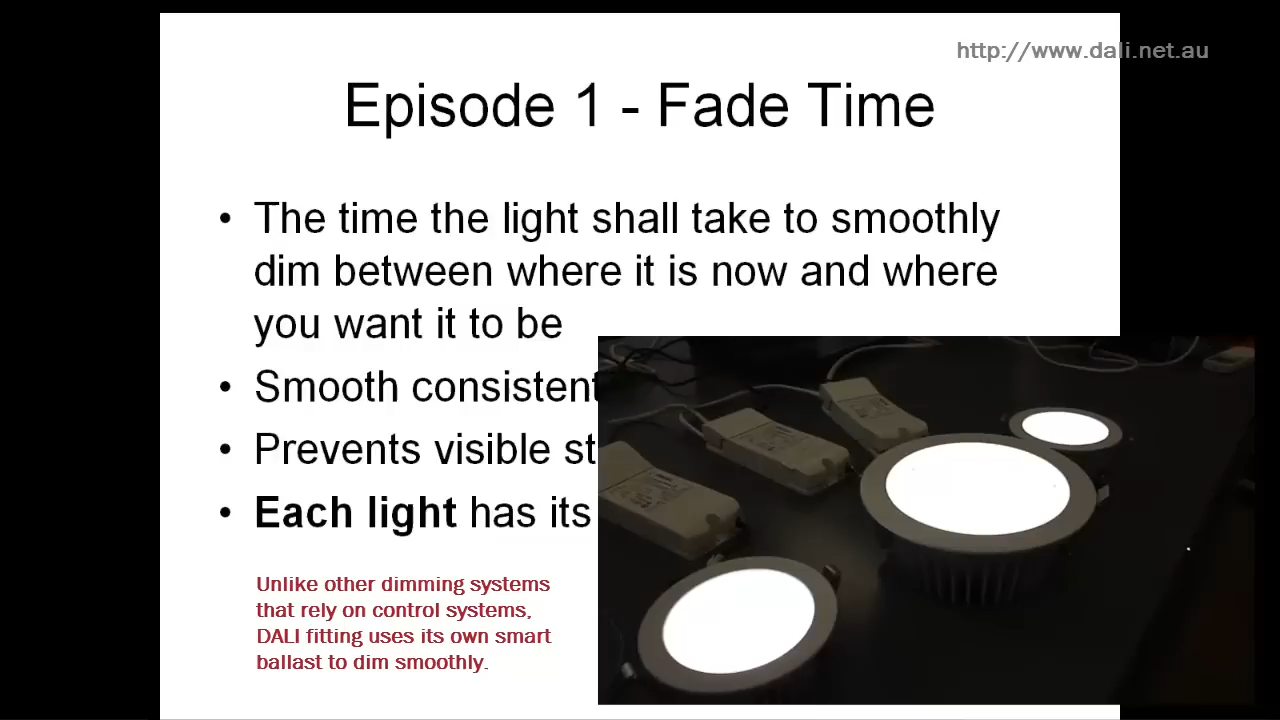 http://www.dali.net.au
Episode 1 - Fade Time
• The time the light shall take to smoothly
dim between where it is now and where
you want it to be
• Smooth consistent
• Prevents visible st
• Each light has its
Unlike other dimming systems
that rely on control systems,
DALI fitting uses its own smart
ballast to dim smoothly.